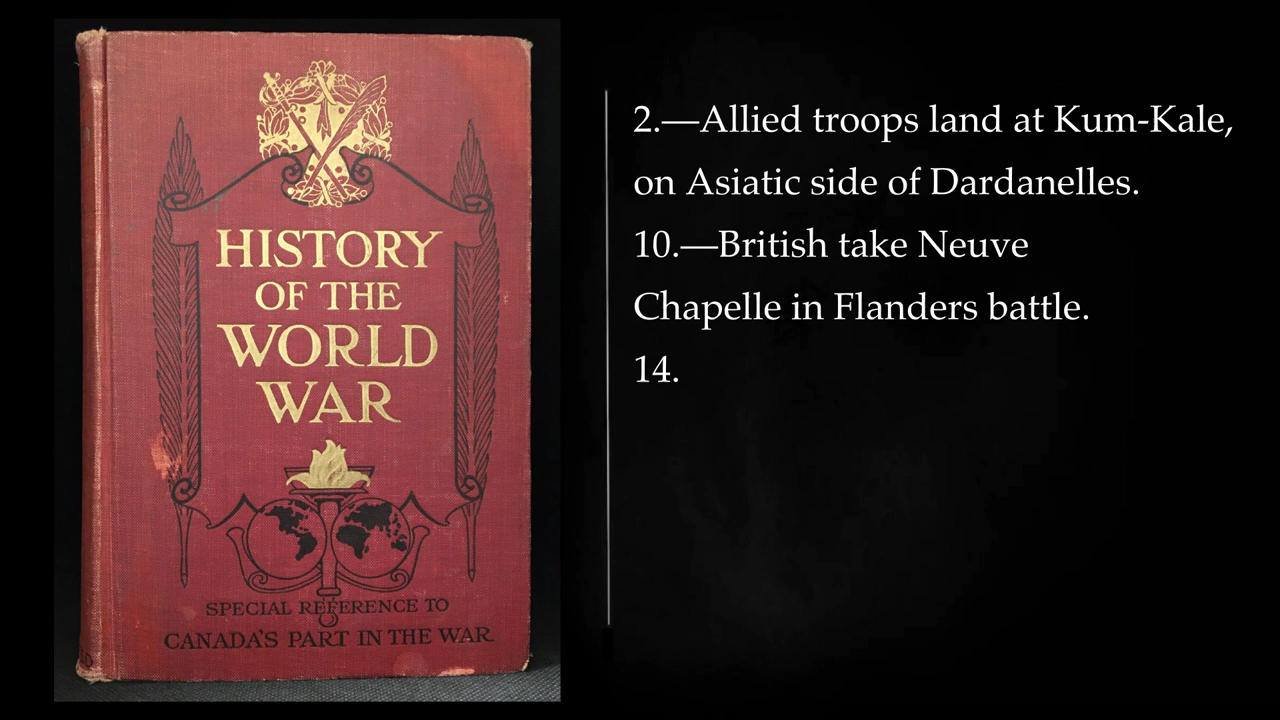 HISTORY
OF THE
WORLD
WAR
SPECIAL REFERENCE TO
CANADA'S PART IN THE WAR
2.—Allied troops land at Kum-Kale,
on Asiatic side of Dardanelles.
10.—British take Neuve
Chapelle in Flanders battle.
14.